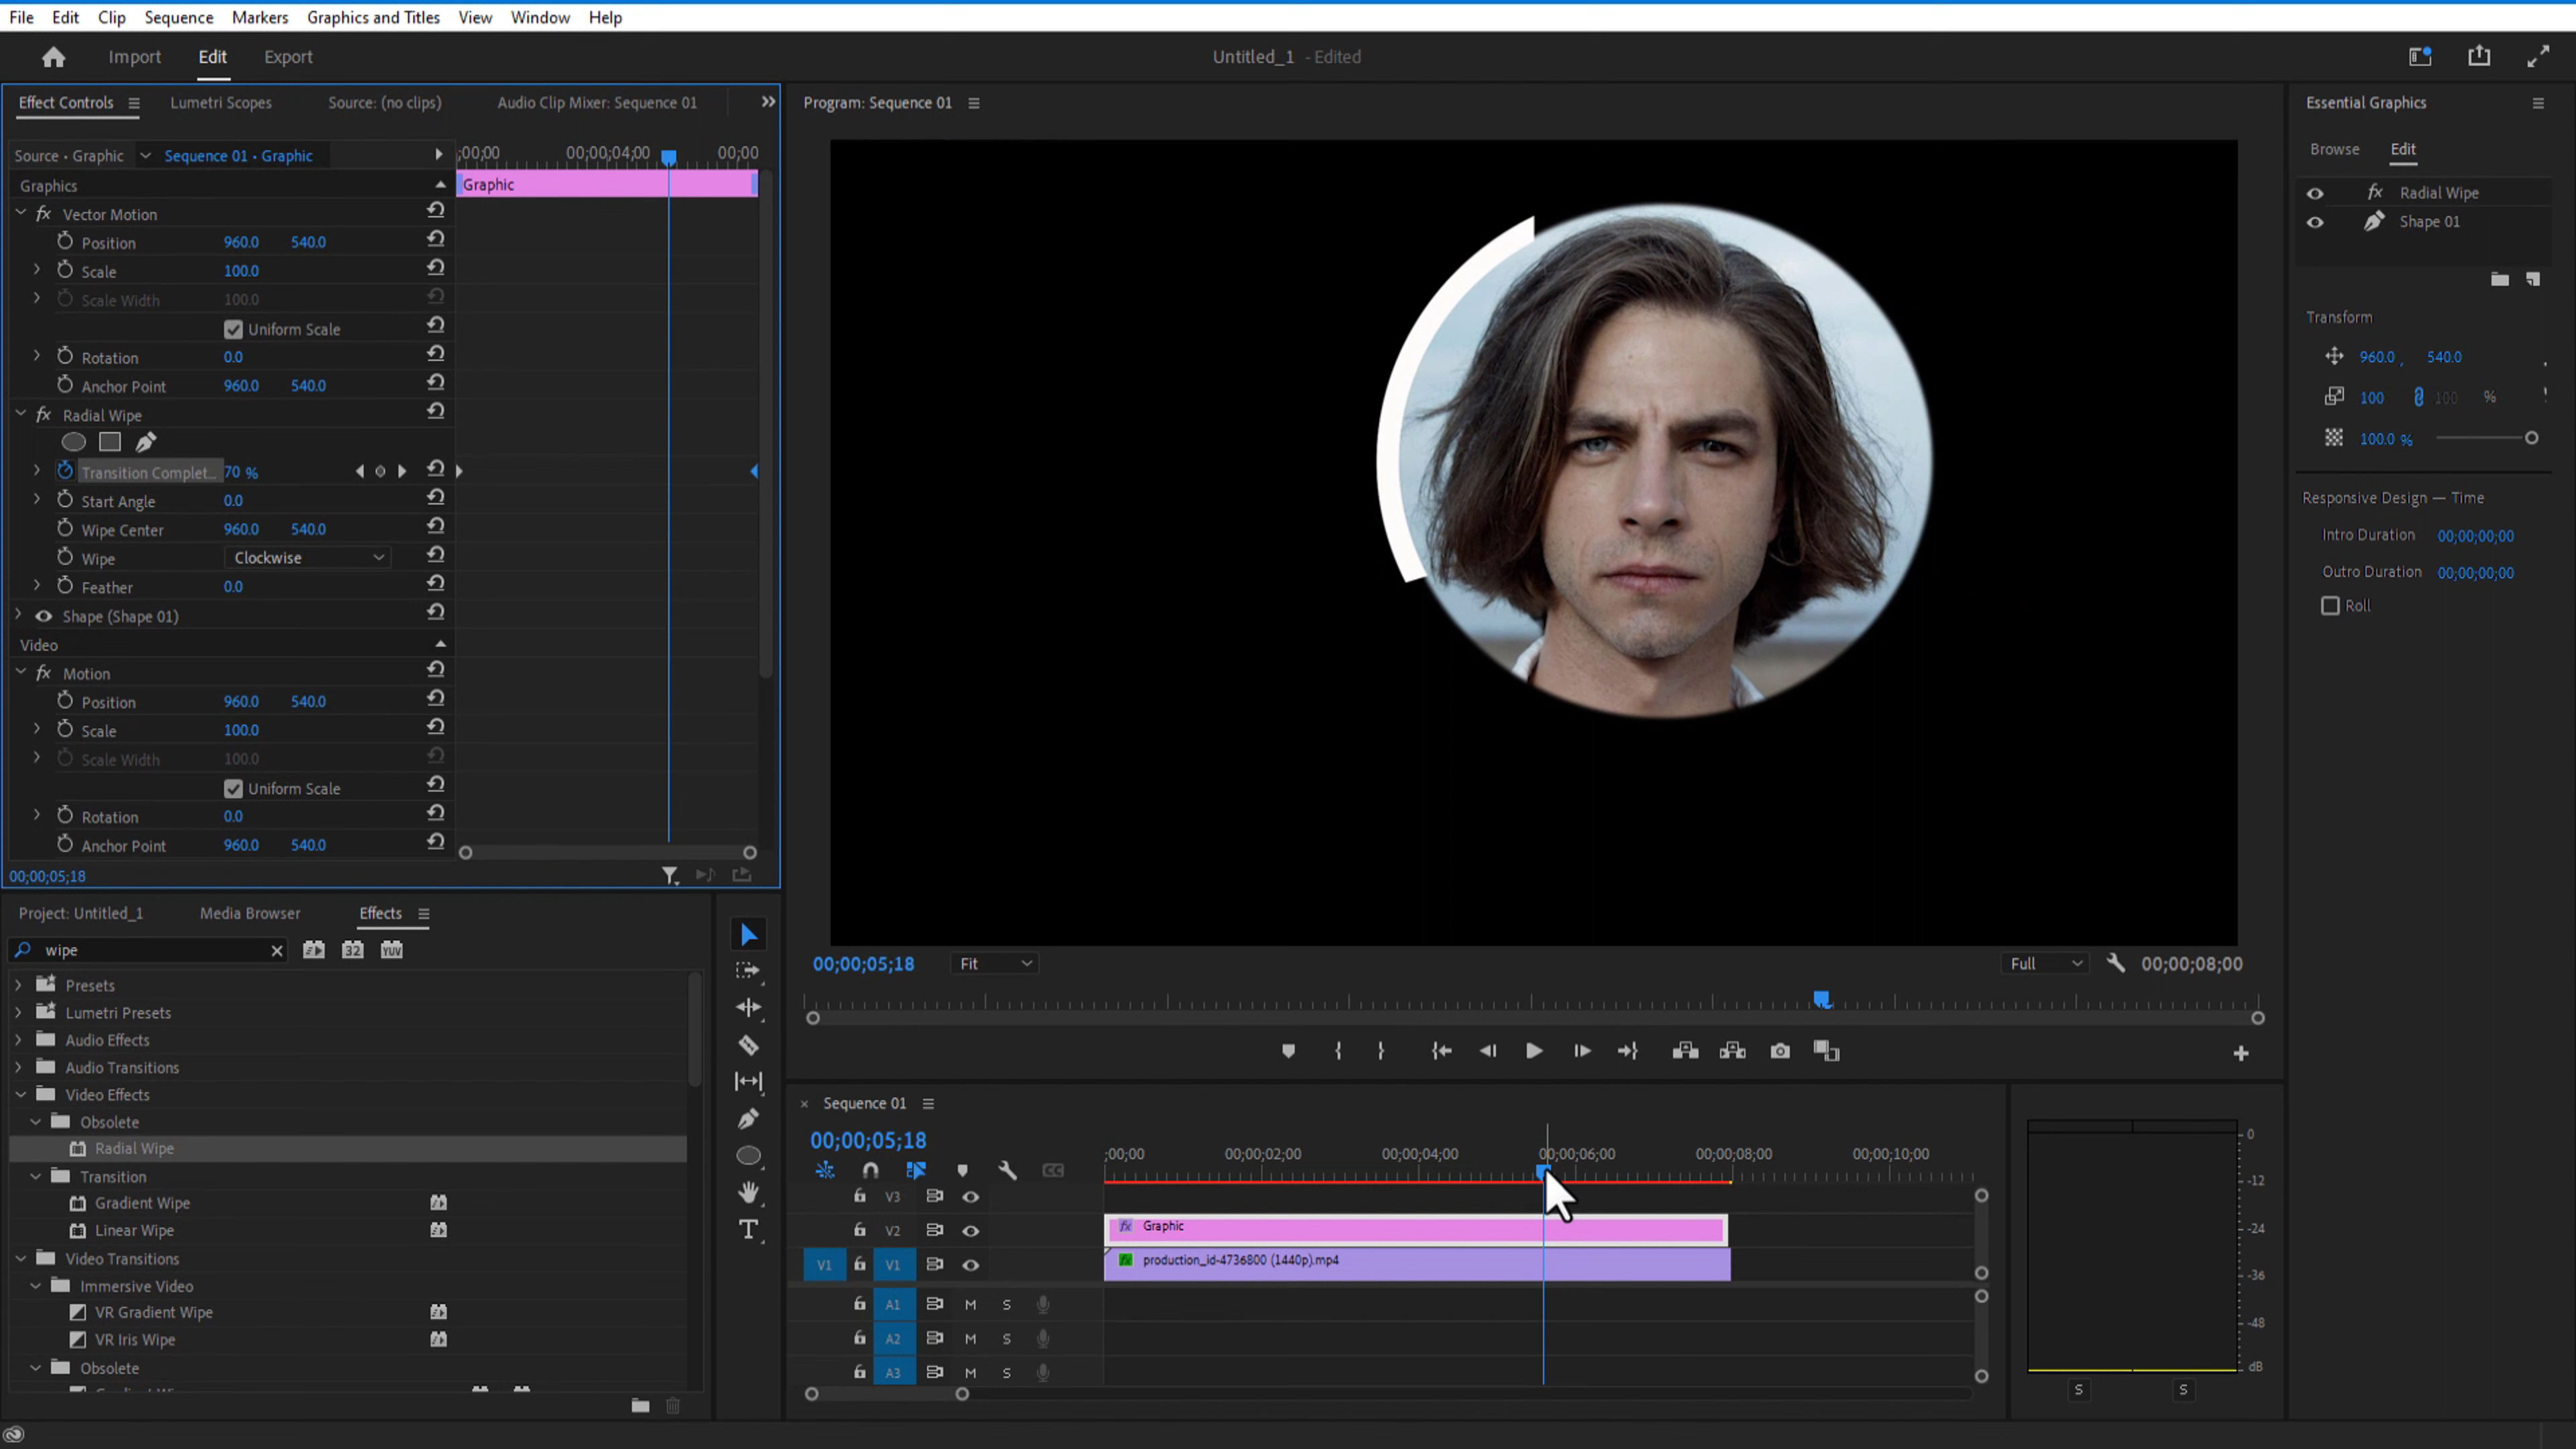 File Edit Clip Sequence Markers Graphics and Titles View Window Help
Import Edit Export Untitled_1 - Edited
Effect Controls Lumetri Scopes Source: (no clips) Audio Clip Mixer: Sequence 01
Source • Graphic Sequence 01 • Graphic ;00;00 00;00;04;00 00;00
Graphics Graphic
fx Vector Motion
Position 960.0 540.0
Scale 100.0
Scale Width 100.0
Uniform Scale
Rotation 0.0
Anchor Point 960.0 540.0
fx Radial Wipe
Transition Complet... 70 %
Start Angle 0.0
Wipe Center 960.0 540.0
Wipe Clockwise
Feather 0.0
Shape (Shape 01)
Video
fx Motion
Position 960.0 540.0
Scale 100.0
Scale Width 100.0
Uniform Scale
Rotation 0.0
Anchor Point 960.0 540.0
00;00;05;18
Program: Sequence 01
00;00;05;18 Fit Full 00;00;08;00
Essential Graphics
Browse Edit
fx Radial Wipe
Shape 01
Transform
960.0 , 540.0
100 100 %
100.0 %
Responsive Design — Time
Intro Duration 00;00;00;00
Outro Duration 00;00;00;00
Roll
Project: Untitled_1 Media Browser Effects
wipe 32 YUV
Presets
Lumetri Presets
Audio Effects
Audio Transitions
Video Effects
Obsolete
Radial Wipe
Transition
Gradient Wipe
Linear Wipe
Video Transitions
Immersive Video
VR Gradient Wipe
VR Iris Wipe
Obsolete
T
Sequence 01
00;00;05;18
;00;00 00;00;02;00 00;00;04;00 00;00;06;00 00;00;08;00 00;00;10;00
CC
V3
V2 fx Graphic
V1 V1 fx production_id-4736800 (1440p).mp4
A1 M S
A2 M S
A3 M S
0
-12
-24
-36
-48
dB
S S